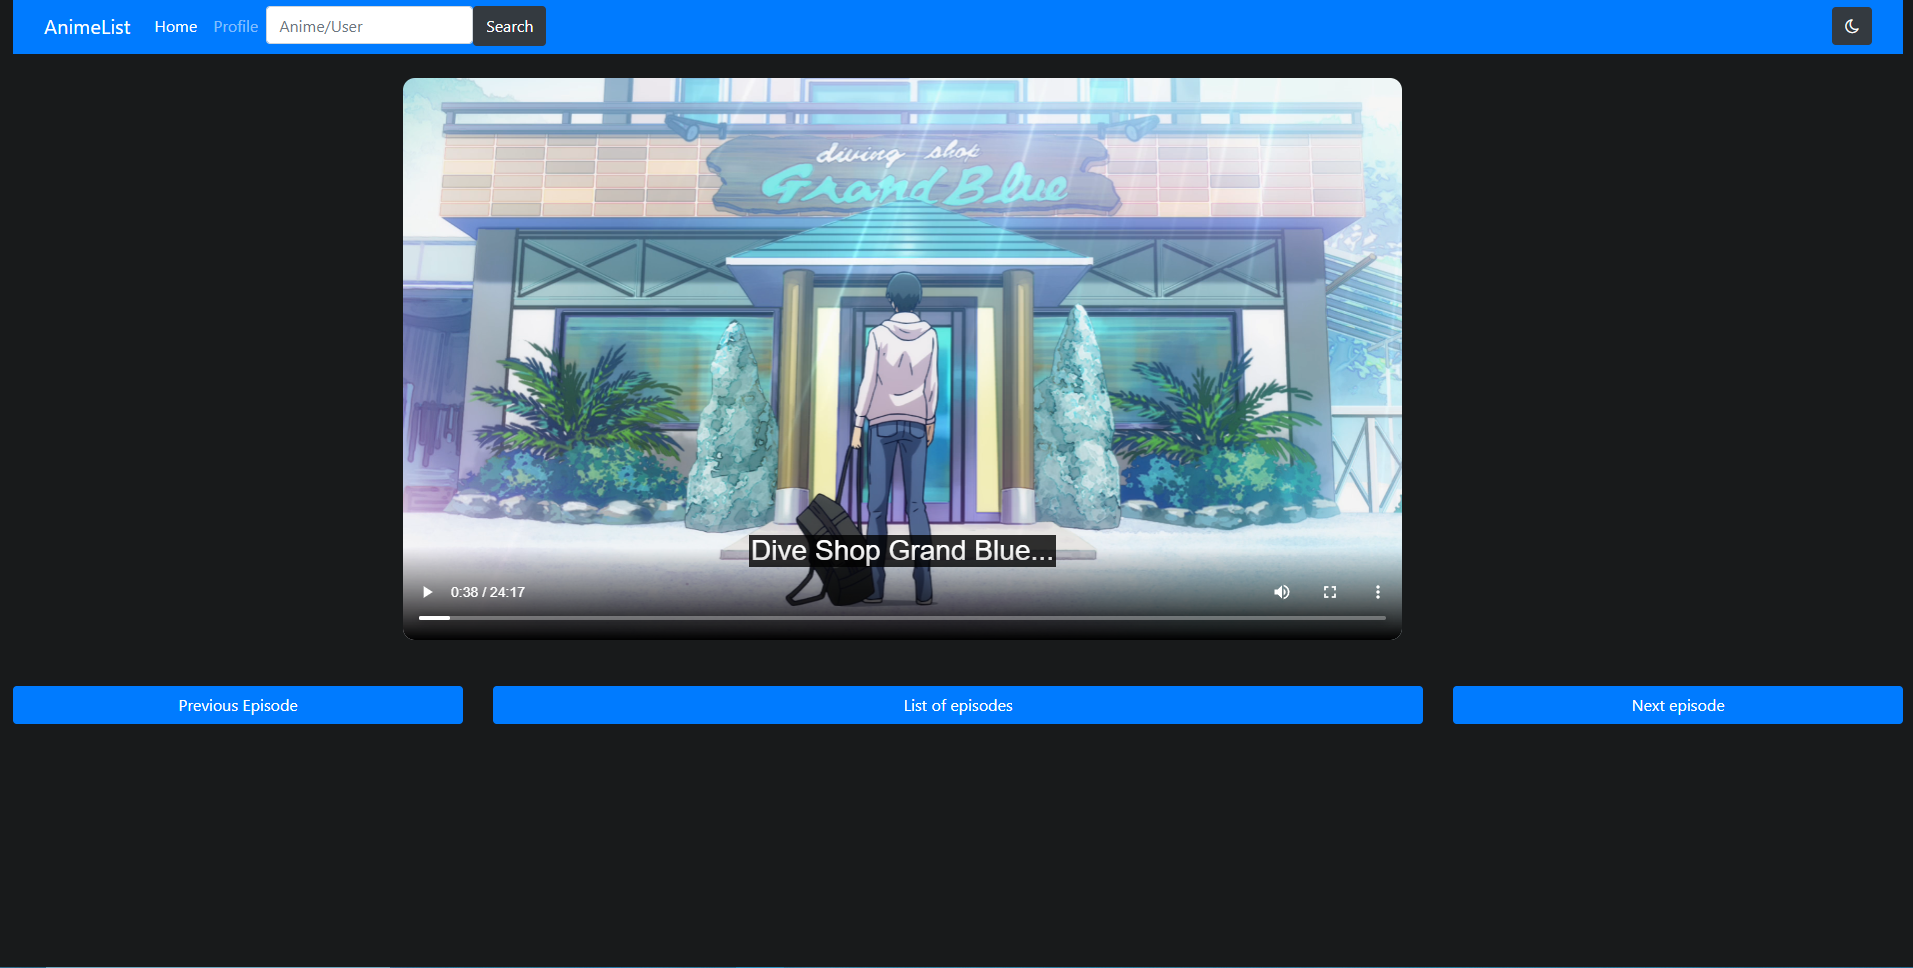 AnimeList Home Profile Anime/User Search
diving shop
Grand Blue
Dive Shop Grand Blue...
0:38 / 24:17
Previous Episode List of episodes Next episode